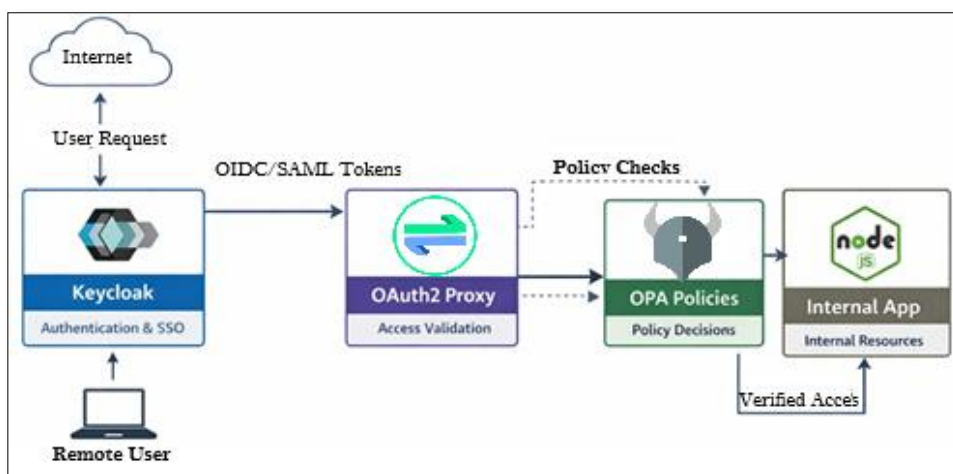 Internet
User Request
OIDC/SAML Tokens
Policy Checks
Keycloak
Authentication & SSO
OAuth2 Proxy
Access Validation
OPA Policies
Policy Decisions
node
JS
Internal App
Internal Resources
Verified Acces
Remote User